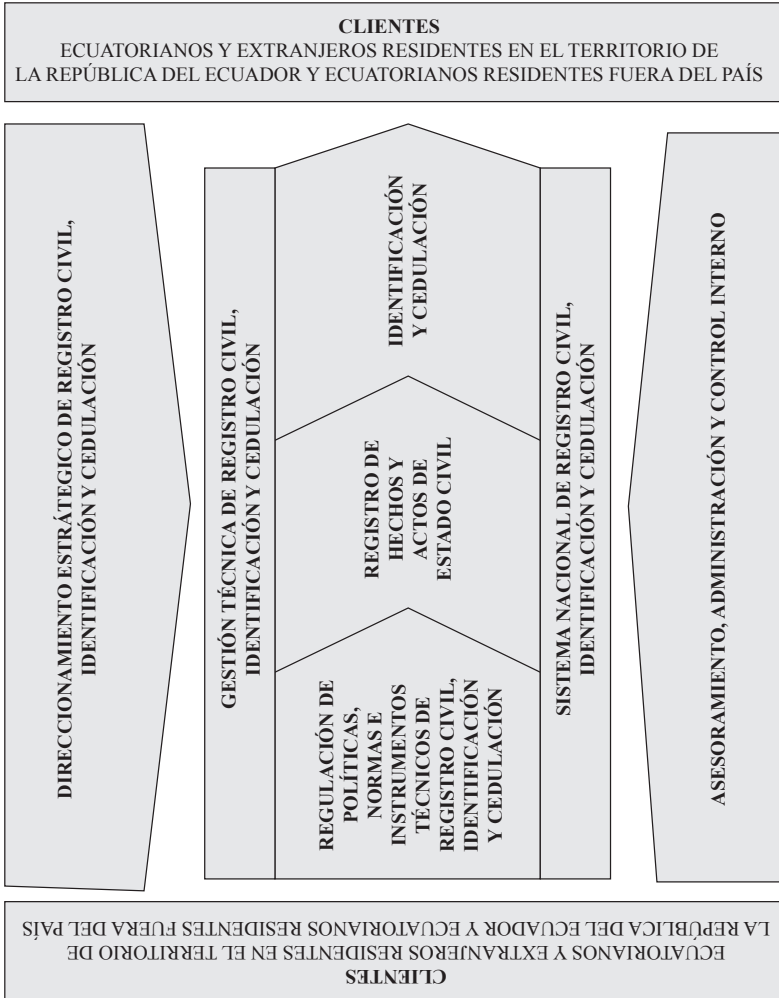 CLIENTES
ECUATORIANOS Y EXTRANJEROS RESIDENTES EN EL TERRITORIO DE
LA REPÚBLICA DEL ECUADOR Y ECUATORIANOS RESIDENTES FUERA DEL PAÍS
DIRECCIONAMIENTO ESTRÁTEGICO DE REGISTRO CIVIL,
IDENTIFICACIÓN Y CEDULACIÓN
GESTIÓN TÉCNICA DE REGISTRO CIVIL,
IDENTIFICACIÓN Y CEDULACIÓN
REGULACIÓN DE
POLÍTICAS,
NORMAS E
INSTRUMENTOS
TÉCNICOS DE
REGISTRO CIVIL,
IDENTIFICACIÓN
Y CEDULACIÓN
REGISTRO DE
HECHOS Y
ACTOS DE
ESTADO CIVIL
IDENTIFICACIÓN
Y CEDULACIÓN
SISTEMA NACIONAL DE REGISTRO CIVIL,
IDENTIFICACIÓN Y CEDULACIÓN
ASESORAMIENTO, ADMINISTRACIÓN Y CONTROL INTERNO
CLIENTES
ECUATORIANOS Y EXTRANJEROS RESIDENTES EN EL TERRITORIO DE
LA REPÚBLICA DEL ECUADOR Y ECUATORIANOS RESIDENTES FUERA DEL PAÍS